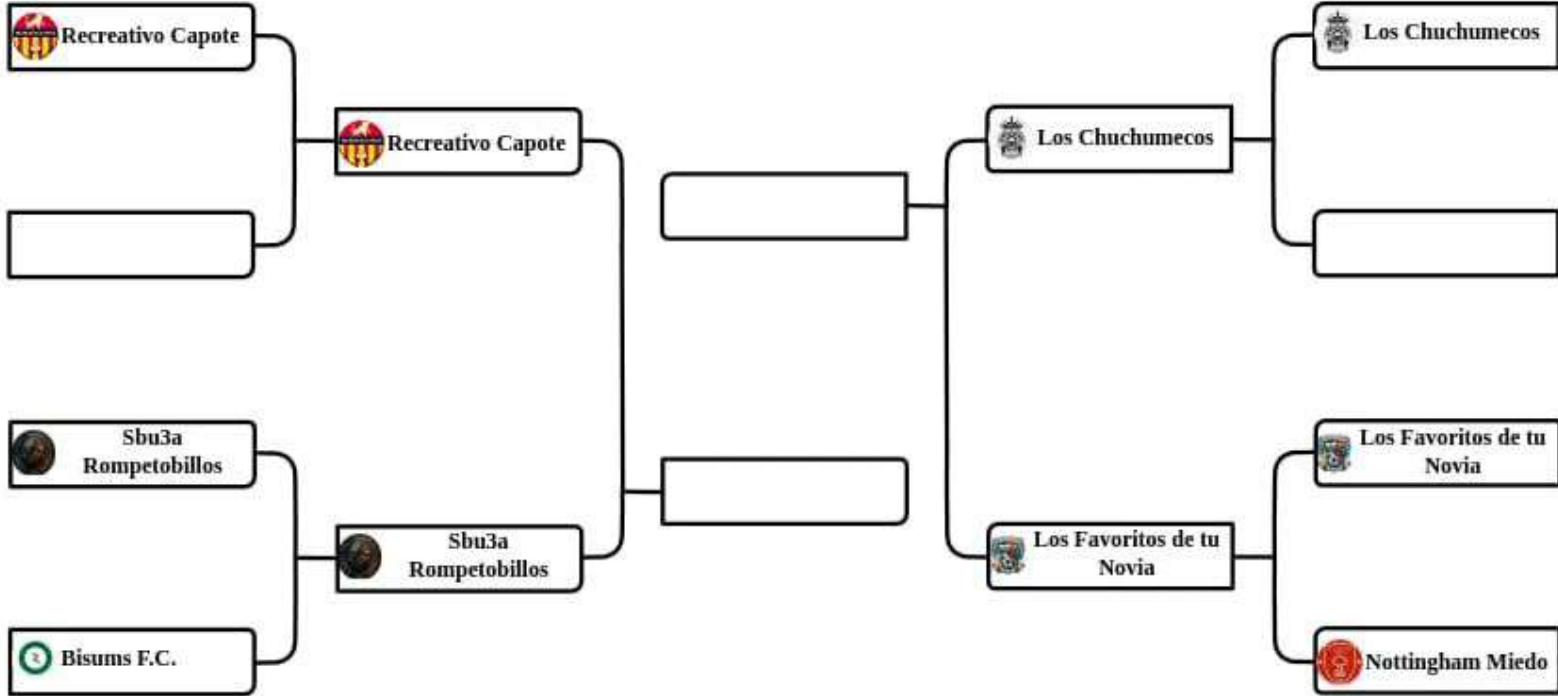 Recreativo Capote
Recreativo Capote
Sbu3a
Rompetobillos
Sbu3a
Rompetobillos
Bisums F.C.
Los Chuchumecos
Los Chuchumecos
Los Favoritos de tu
Novia
Los Favoritos de tu
Novia
Nottingham Miedo